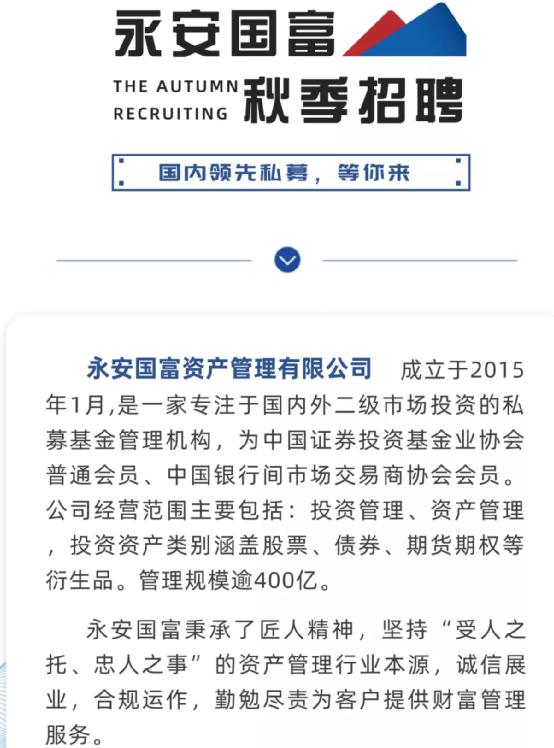 永安国富
THE AUTUMN
RECRUITING
秋季招聘
国内领先私募，等你来
永安国富资产管理有限公司 成立于2015
年1月,是一家专注于国内外二级市场投资的私
募基金管理机构，为中国证券投资基金业协会
普通会员、中国银行间市场交易商协会会员。
公司经营范围主要包括：投资管理、资产管理
，投资资产类别涵盖股票、债券、期货期权等
衍生品。管理规模逾400亿。
永安国富秉承了匠人精神，坚持“受人之
托、忠人之事”的资产管理行业本源，诚信展
业，合规运作，勤勉尽责为客户提供财富管理
服务。